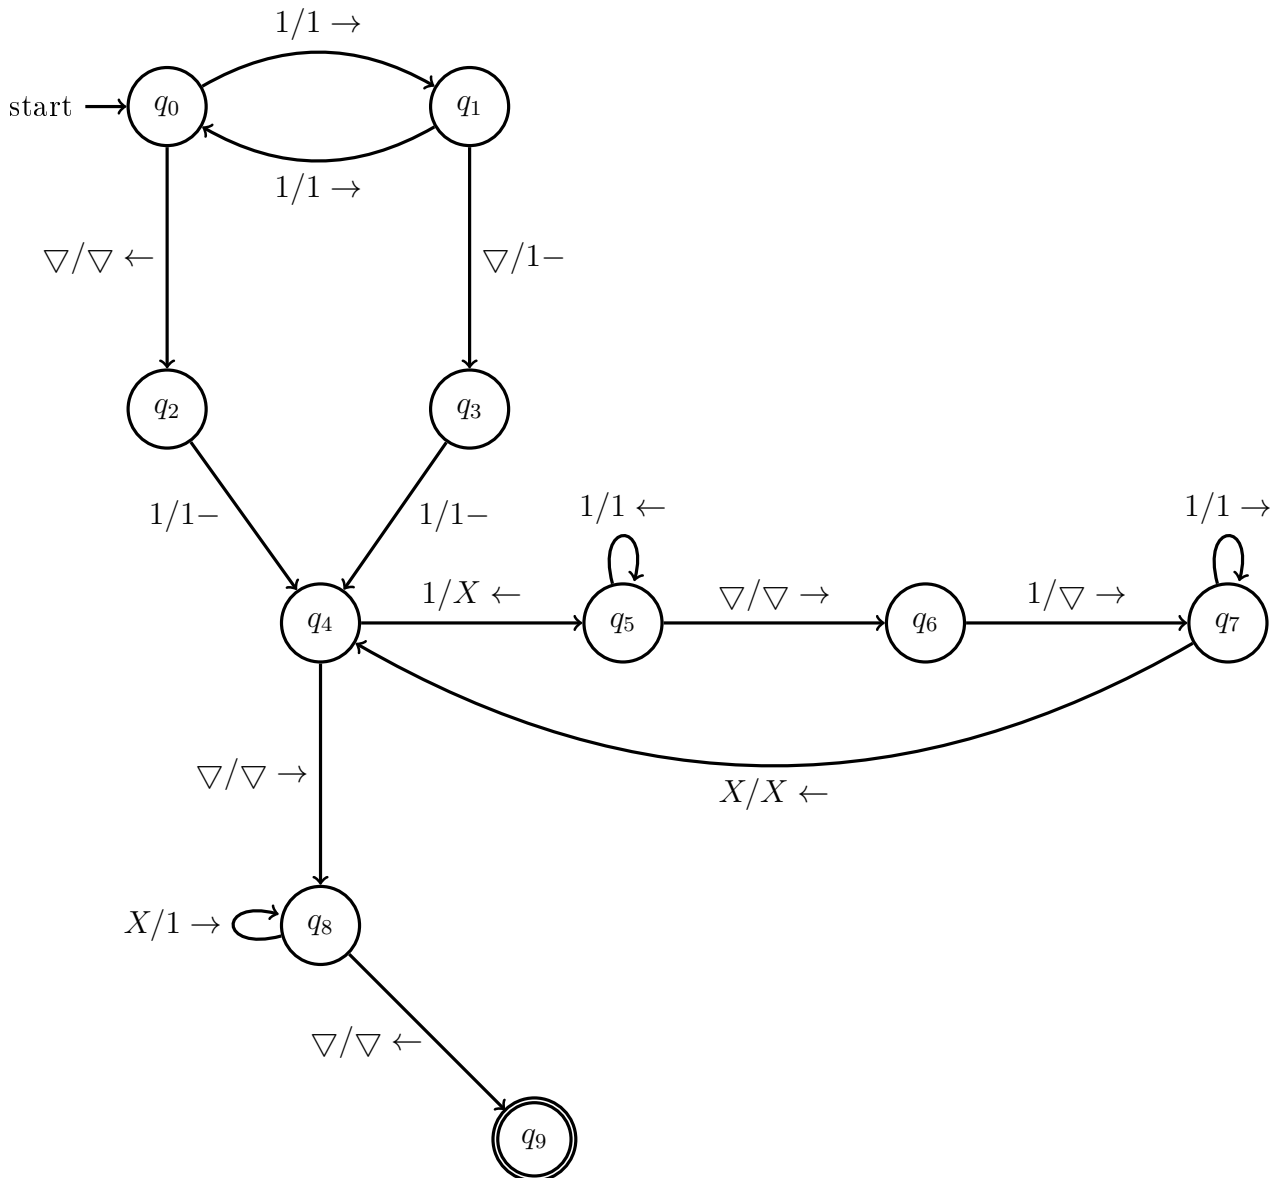 1/1 →
start q₀ q₁
1/1 →
▽/▽ ← ▽/1−
q₂ q₃
1/1− 1/1− 1/1 ← 1/1 →
q₄ 1/X ← q₅ ▽/▽ → q₆ 1/▽ → q₇
▽/▽ → X/X ←
X/1 → q₈
▽/▽ ←
q₉